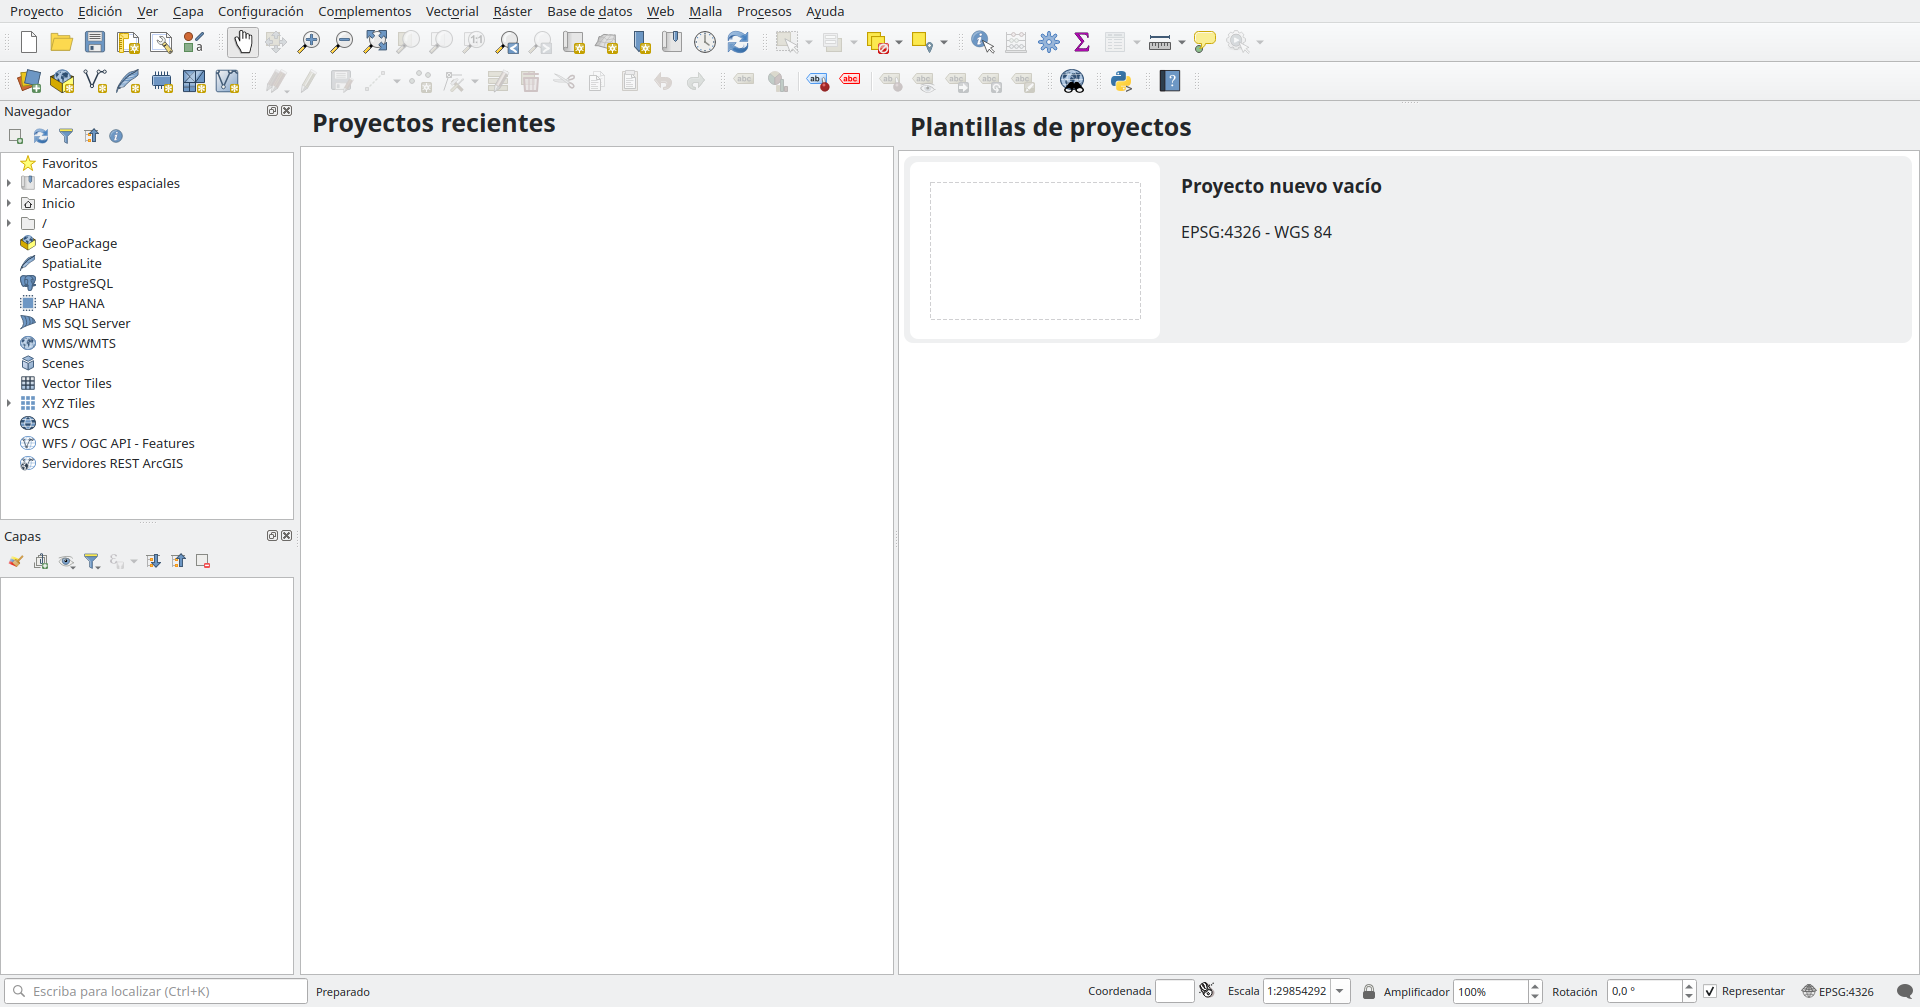 Proyecto Edición Ver Capa Configuración Complementos Vectorial Ráster Base de datos Web Malla Procesos Ayuda
Navegador
Favoritos
Marcadores espaciales
Inicio
/
GeoPackage
SpatiaLite
PostgreSQL
SAP HANA
MS SQL Server
WMS/WMTS
Scenes
Vector Tiles
XYZ Tiles
WCS
WFS / OGC API - Features
Servidores REST ArcGIS
Capas
Proyectos recientes
Plantillas de proyectos
Proyecto nuevo vacío
EPSG:4326 - WGS 84
Escriba para localizar (Ctrl+K) Preparado Coordenada Escala 1:29854292 Amplificador 100% Rotación 0,0 ° Representar EPSG:4326